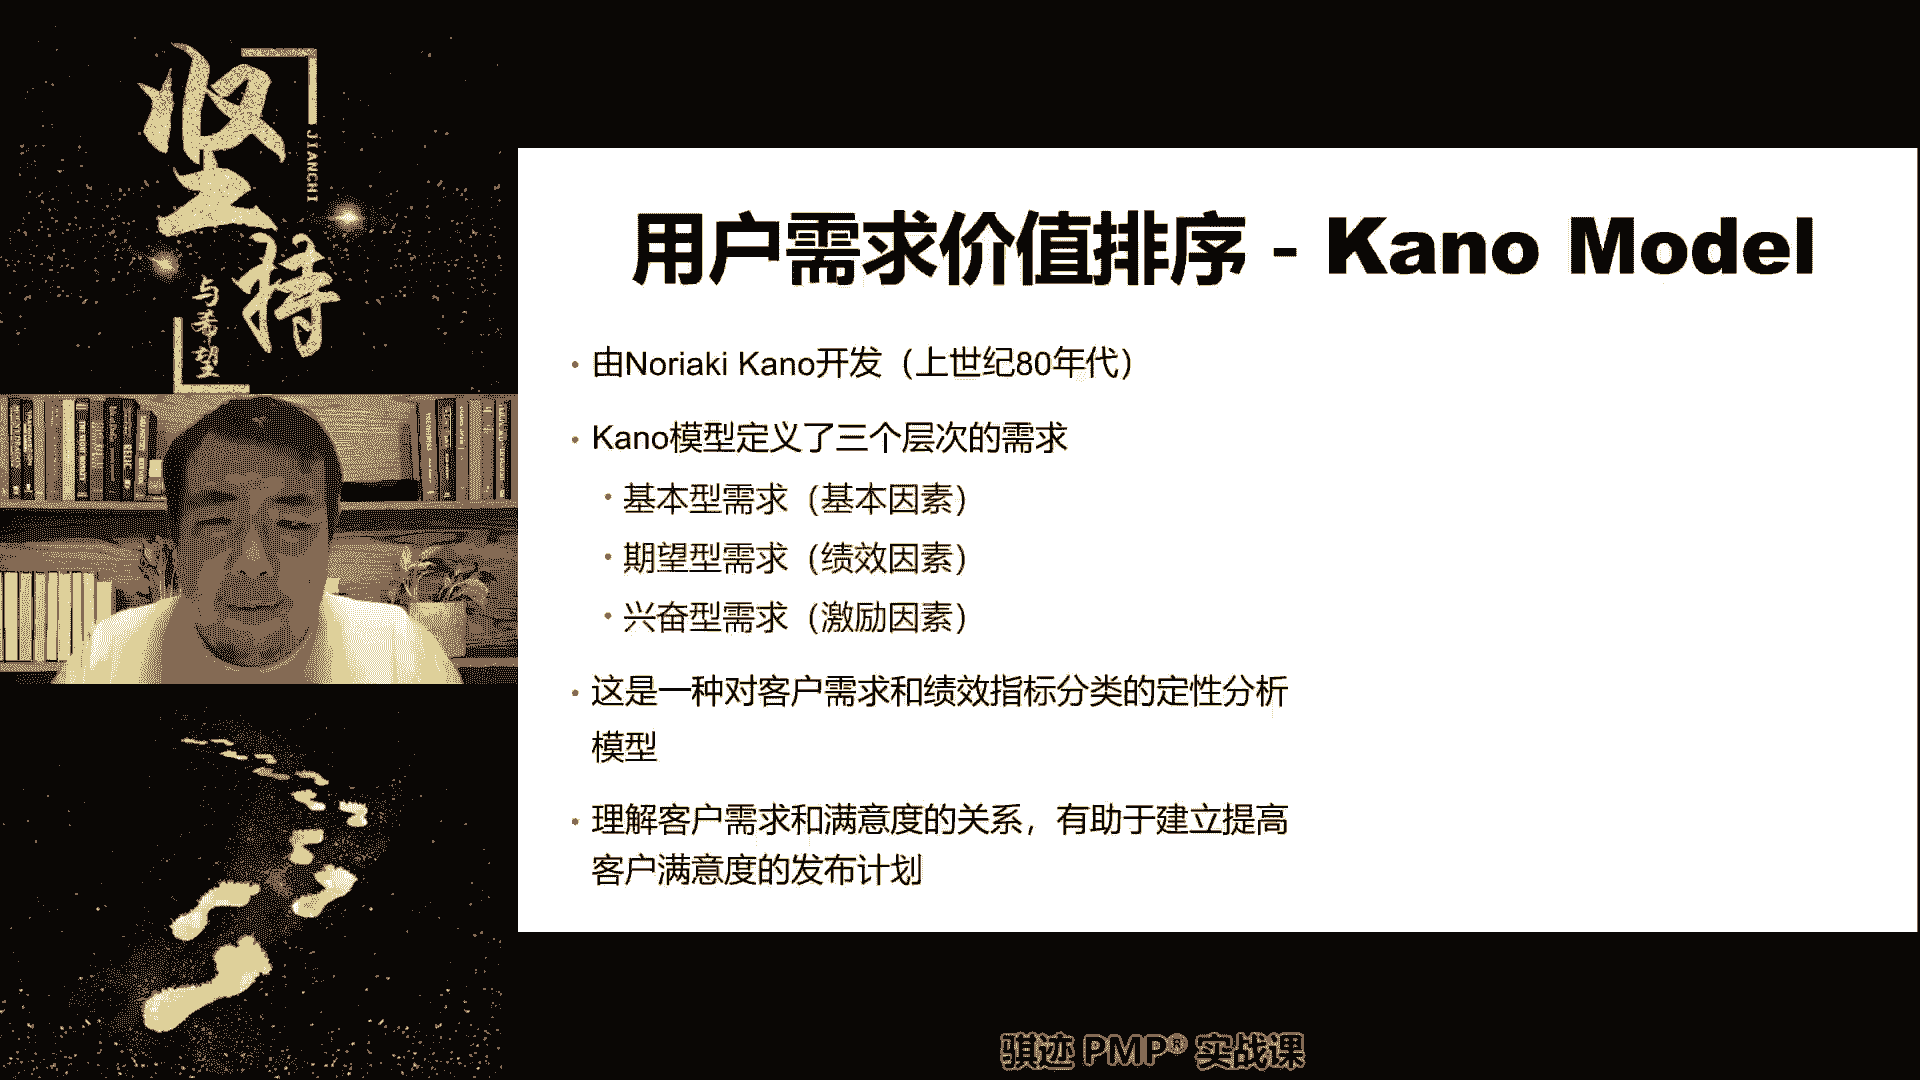 坚持
JIANCHI
与希望
用户需求价值排序 - Kano Model
• 由Noriaki Kano开发（上世纪80年代）
• Kano模型定义了三个层次的需求
• 基本型需求（基本因素）
• 期望型需求（绩效因素）
• 兴奋型需求（激励因素）
• 这是一种对客户需求和绩效指标分类的定性分析
模型
• 理解客户需求和满意度的关系，有助于建立提高
客户满意度的发布计划
骐迹 PMP® 实战课